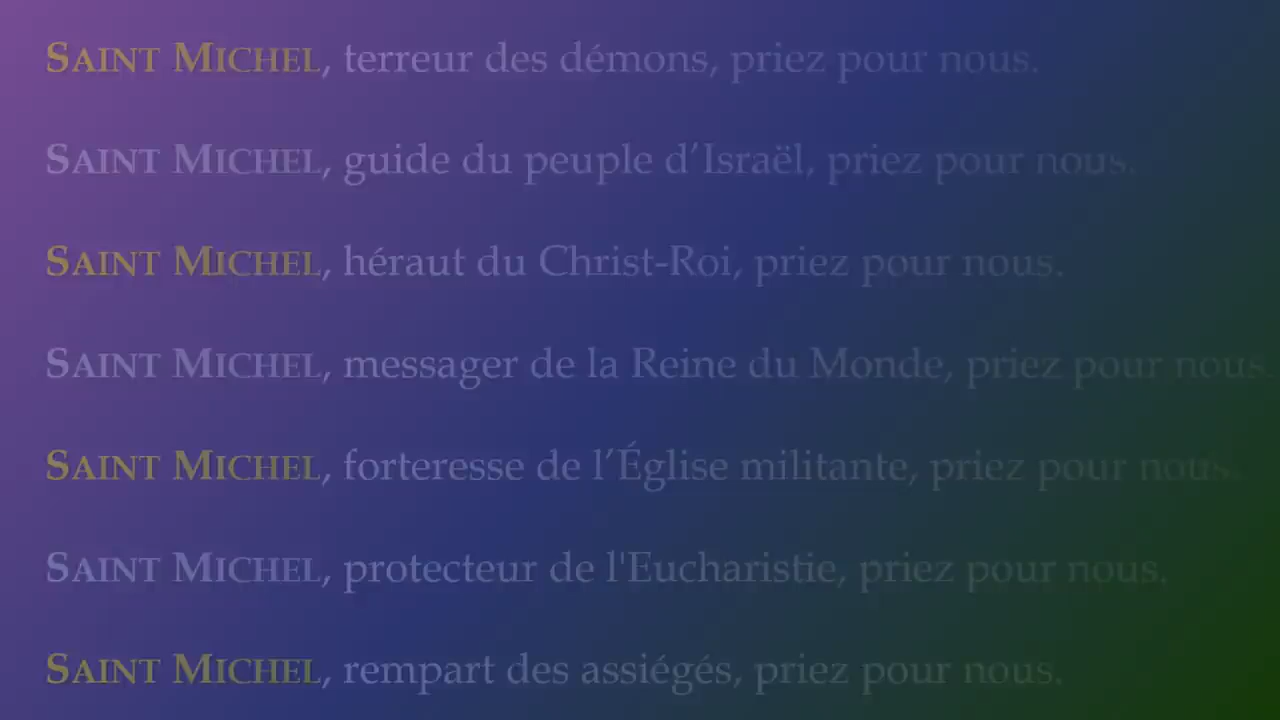 SAINT MICHEL, terreur des démons, priez pour nous.
SAINT MICHEL, guide du peuple d’Israël, priez pour nous.
SAINT MICHEL, héraut du Christ-Roi, priez pour nous.
SAINT MICHEL, messager de la Reine du Monde, priez pour nous.
SAINT MICHEL, forteresse de l’Église militante, priez pour nous.
SAINT MICHEL, protecteur de l'Eucharistie, priez pour nous.
SAINT MICHEL, rempart des assiégés, priez pour nous.